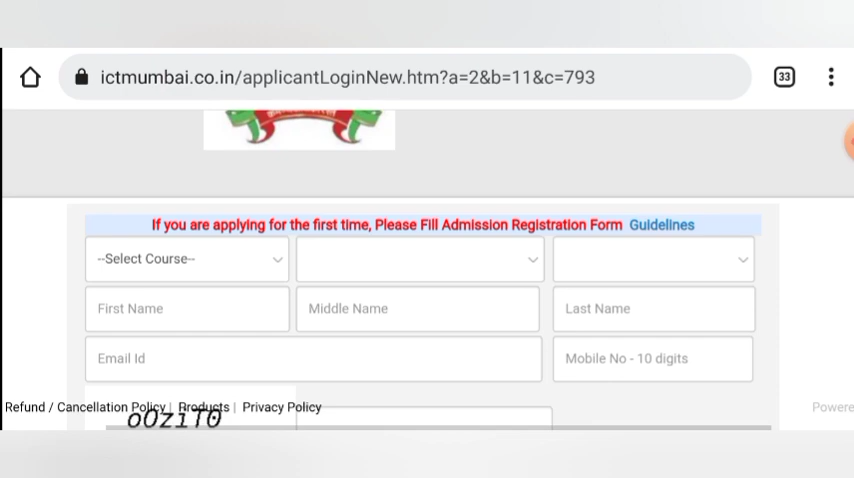 ictmumbai.co.in/applicantLoginNew.htm?a=2&b=11&c=793
33
If you are applying for the first time, Please Fill Admission Registration Form Guidelines
--Select Course--
First Name Middle Name Last Name
Email Id Mobile No - 10 digits
Refund / Cancellation Policy | Products | Privacy Policy Powere
oOziT0